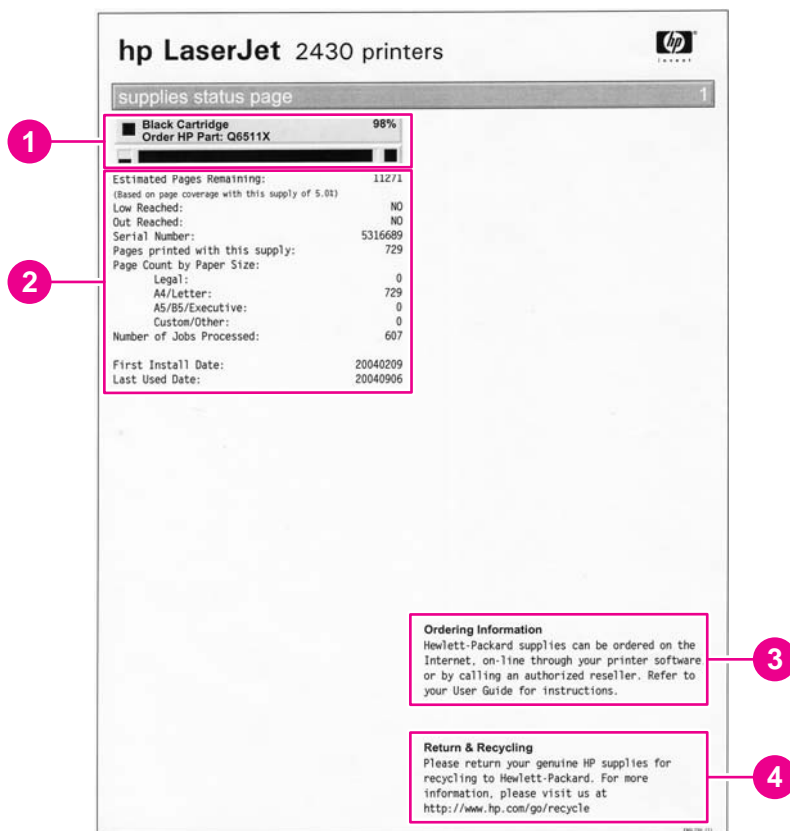 hp LaserJet 2430 printers
hp
invent
supplies status page 1
1
Black Cartridge 98%
Order HP Part: Q6511X
2
Estimated Pages Remaining: 11271
(Based on page coverage with this supply of 5.0%)
Low Reached: NO
Out Reached: NO
Serial Number: 5316689
Pages printed with this supply: 729
Page Count by Paper Size:
Legal: 0
A4/Letter: 729
A5/B5/Executive: 0
Custom/Other: 0
Number of Jobs Processed: 607
First Install Date: 20040209
Last Used Date: 20040906
3
Ordering Information
Hewlett-Packard supplies can be ordered on the
Internet, on-line through your printer software
or by calling an authorized reseller. Refer to
your User Guide for instructions.
4
Return & Recycling
Please return your genuine HP supplies for
recycling to Hewlett-Packard. For more
information, please visit us at
http://www.hp.com/go/recycle